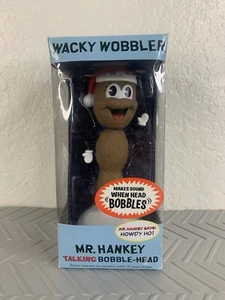 WACKY WOBBLER
MAKES SOUND
WHEN HEAD
BOBBLES
MR. HANKEY SAYS:
HOWDY HO!
MR. HANKEY
TALKING BOBBLE-HEAD